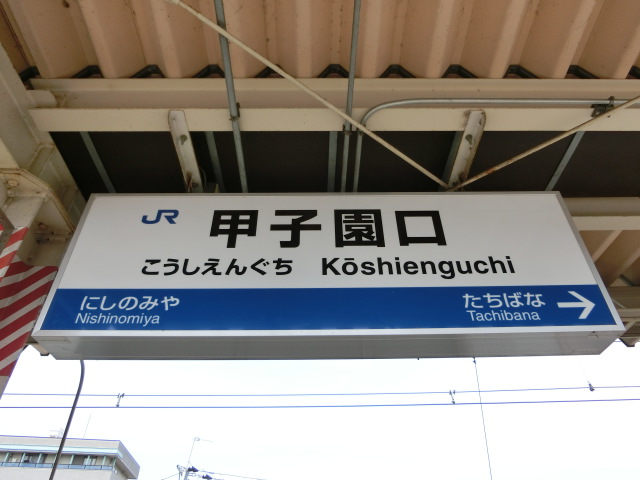 JR 甲子園口
こうしえんぐち Kōshienguchi
にしのみや たちばな
Nishinomiya Tachibana